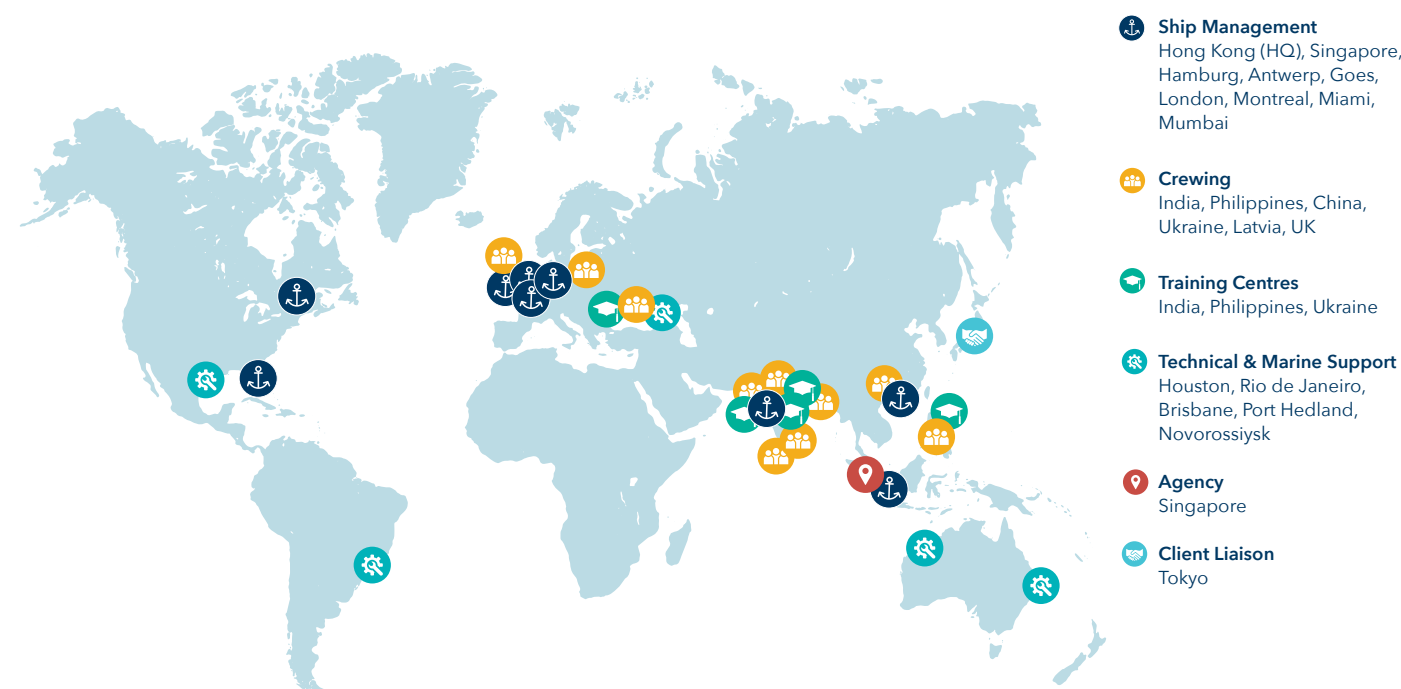 Ship Management
Hong Kong (HQ), Singapore,
Hamburg, Antwerp, Goes,
London, Montreal, Miami,
Mumbai
Crewing
India, Philippines, China,
Ukraine, Latvia, UK
Training Centres
India, Philippines, Ukraine
Technical & Marine Support
Houston, Rio de Janeiro,
Brisbane, Port Hedland,
Novorossiysk
Agency
Singapore
Client Liaison
Tokyo